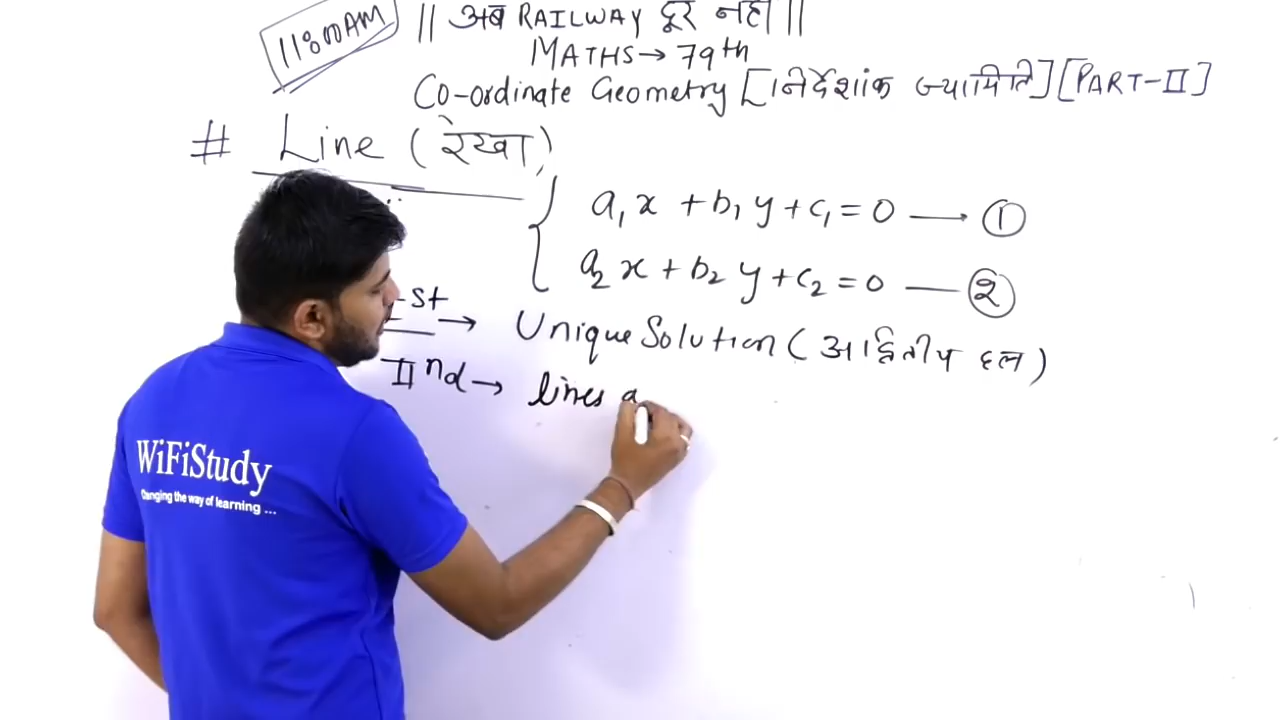 11:00AM
|| अब RAILWAY दूर नहीं ||
MATHS → 79th
Co-ordinate Geometry [निर्देशांक ज्यामिति] [PART-II]
# Line (रेखा)
a₁x + b₁y + c₁ = 0 — ①
a₂x + b₂y + c₂ = 0 — ②
st → Unique Solution (अद्वितीय हल)
IInd → lines a
WiFiStudy
Changing the way of learning ...